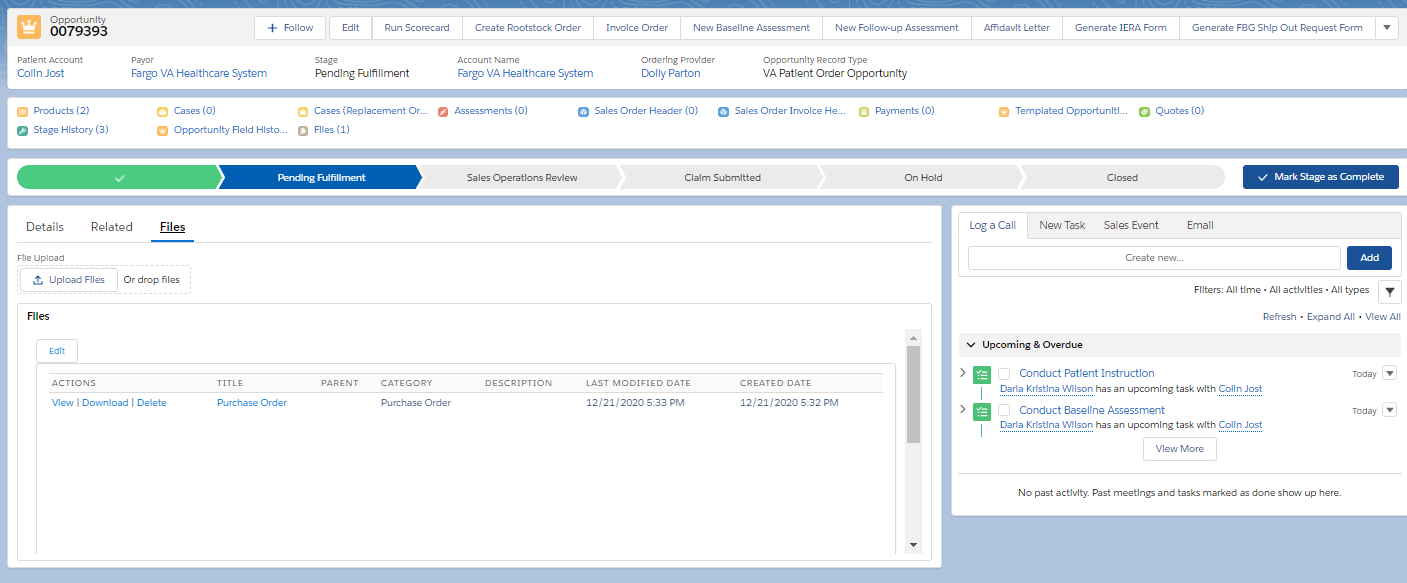 Opportunity
0079393
Follow
Edit
Run Scorecard
Create Rootstock Order
Invoice Order
New Baseline Assessment
New Follow-up Assessment
Affidavit Letter
Generate IERA Form
Generate FBG Ship Out Request Form
Patient Account
Colin Jost
Payor
Fargo VA Healthcare System
Stage
Pending Fulfillment
Account Name
Fargo VA Healthcare System
Ordering Provider
Dolly Parton
Opportunity Record Type
VA Patient Order Opportunity
Products (2)
Cases (0)
Cases (Replacement Or...
Assessments (0)
Sales Order Header (0)
Sales Order Invoice He...
Payments (0)
Templated Opportuniti...
Quotes (0)
Stage History (3)
Opportunity Field Histo...
Files (1)
Pending Fulfillment
Sales Operations Review
Claim Submitted
On Hold
Closed
Mark Stage as Complete
Details
Related
Files
File Upload
Upload Files
Or drop files
Files
Edit
ACTIONS TITLE PARENT CATEGORY DESCRIPTION LAST MODIFIED DATE CREATED DATE
View | Download | Delete Purchase Order Purchase Order 12/21/2020 5:33 PM 12/21/2020 5:32 PM
Log a Call
New Task
Sales Event
Email
Create new...
Add
Filters: All time • All activities • All types
Refresh • Expand All • View All
Upcoming & Overdue
Conduct Patient Instruction
Today
Darla Kristina Wilson has an upcoming task with Colin Jost
Conduct Baseline Assessment
Today
Darla Kristina Wilson has an upcoming task with Colin Jost
View More
No past activity. Past meetings and tasks marked as done show up here.